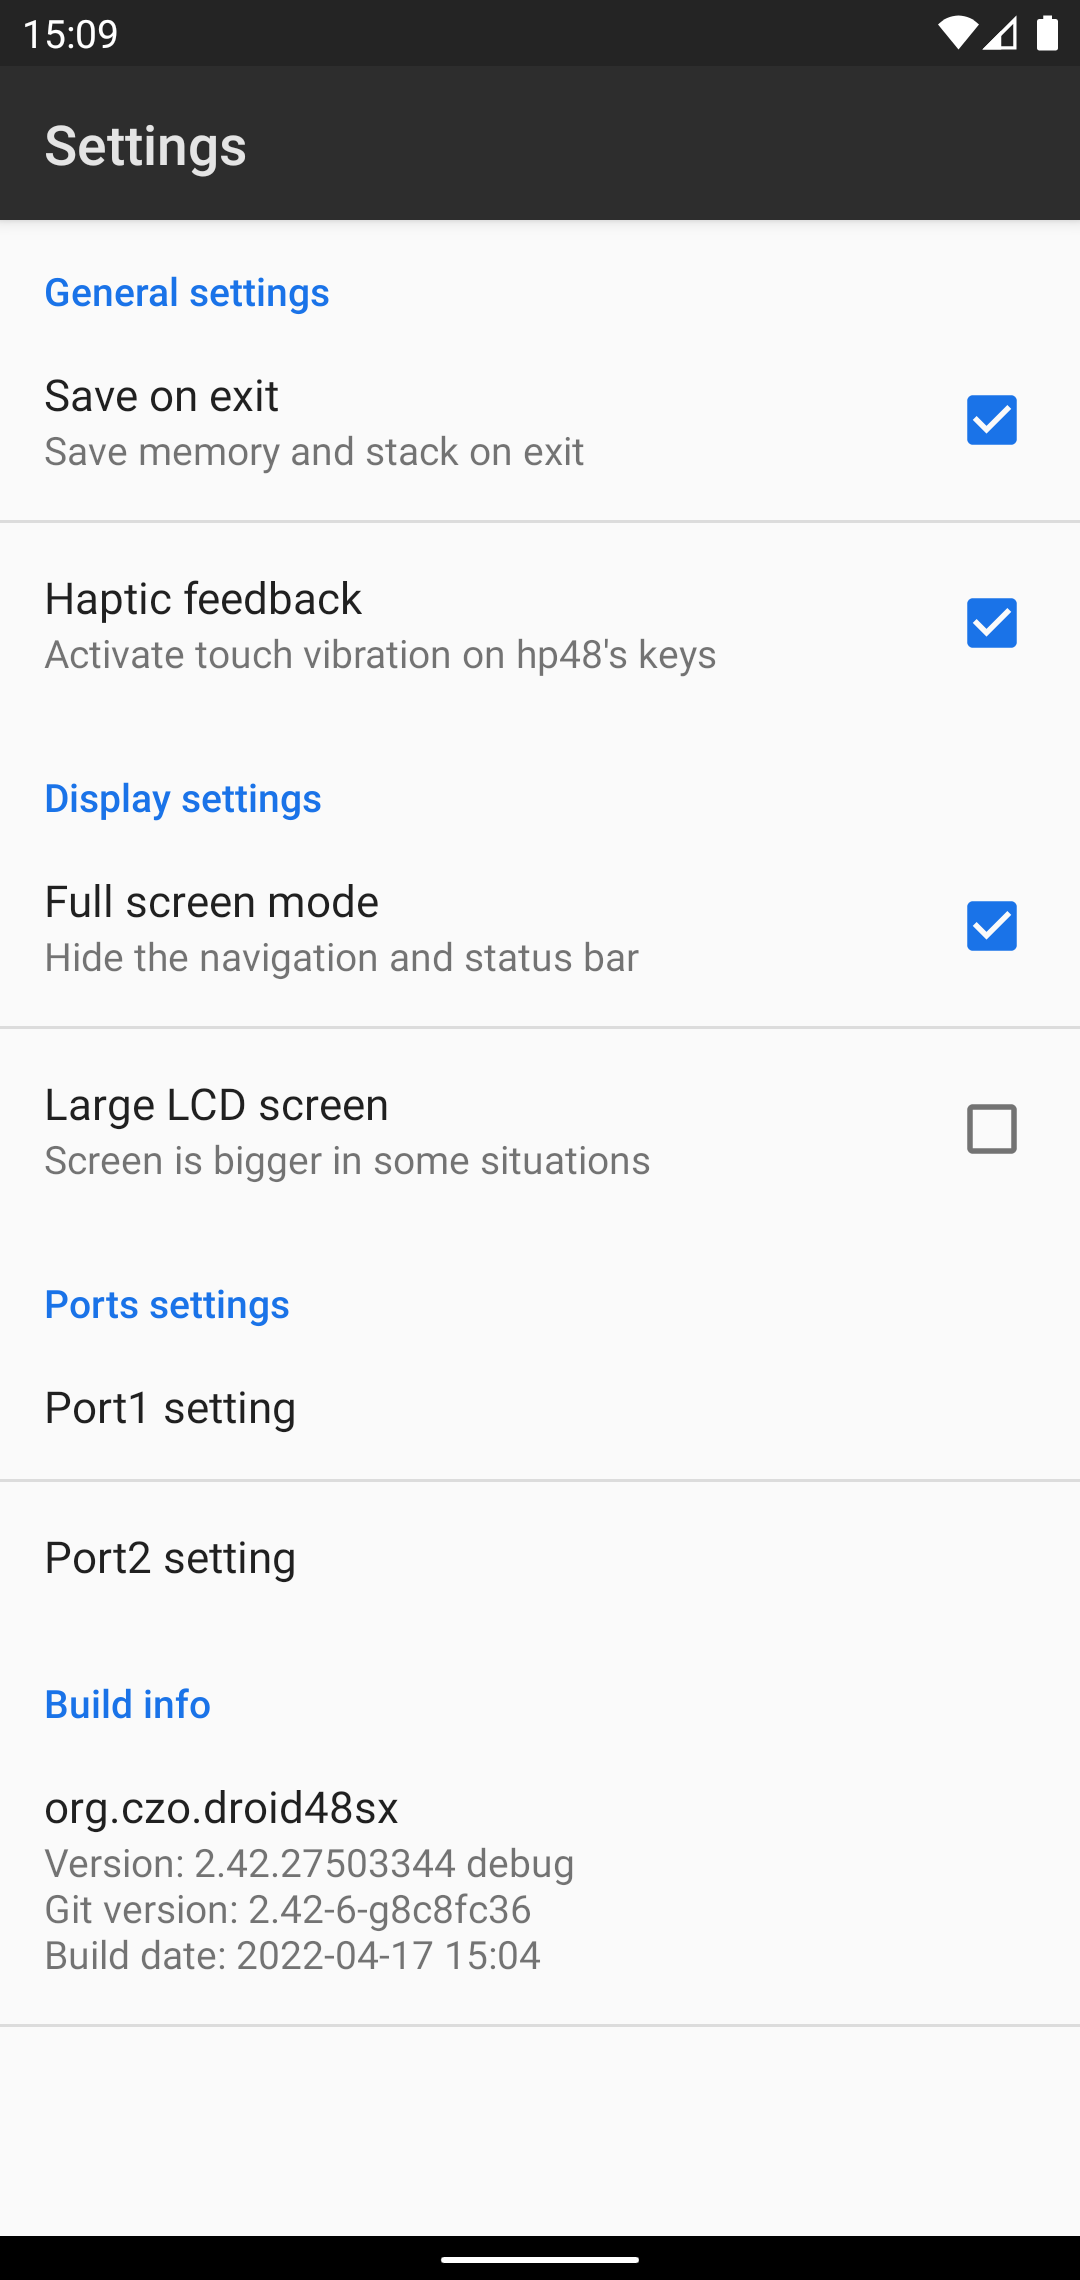 15:09
Settings
General settings
Save on exit
Save memory and stack on exit
Haptic feedback
Activate touch vibration on hp48's keys
Display settings
Full screen mode
Hide the navigation and status bar
Large LCD screen
Screen is bigger in some situations
Ports settings
Port1 setting
Port2 setting
Build info
org.czo.droid48sx
Version: 2.42.27503344 debug
Git version: 2.42-6-g8c8fc36
Build date: 2022-04-17 15:04